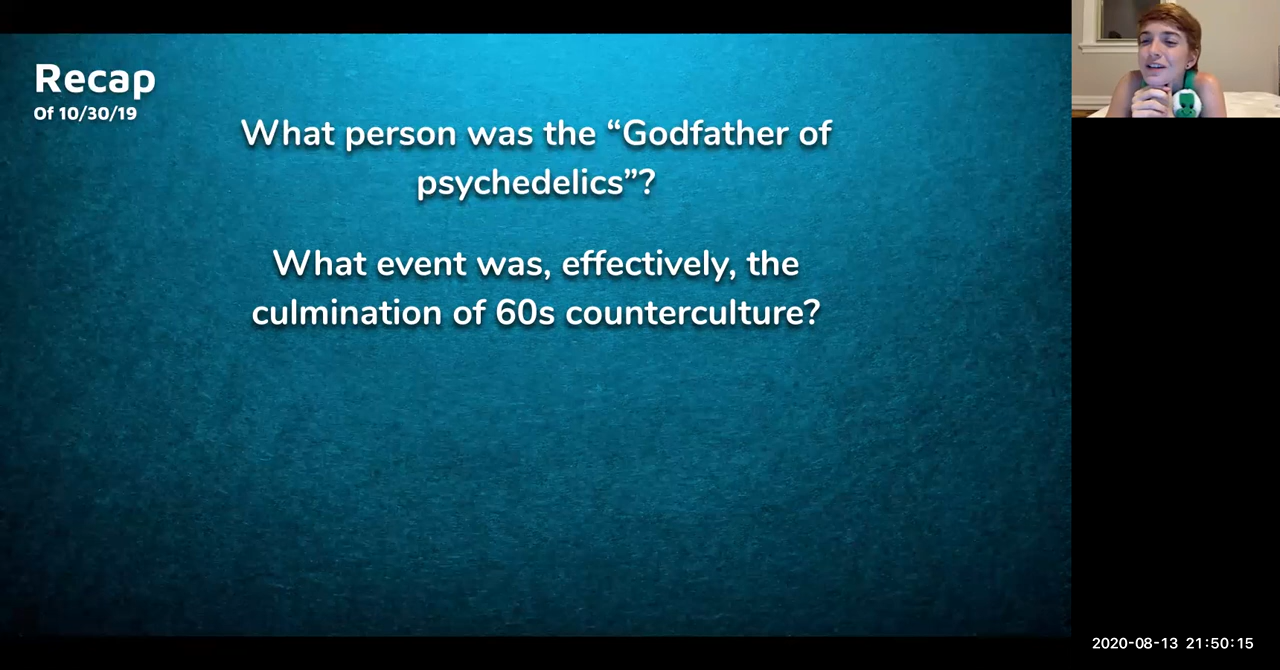 Recap
Of 10/30/19
What person was the “Godfather of
psychedelics”?
What event was, effectively, the
culmination of 60s counterculture?
2020-08-13 21:50:15